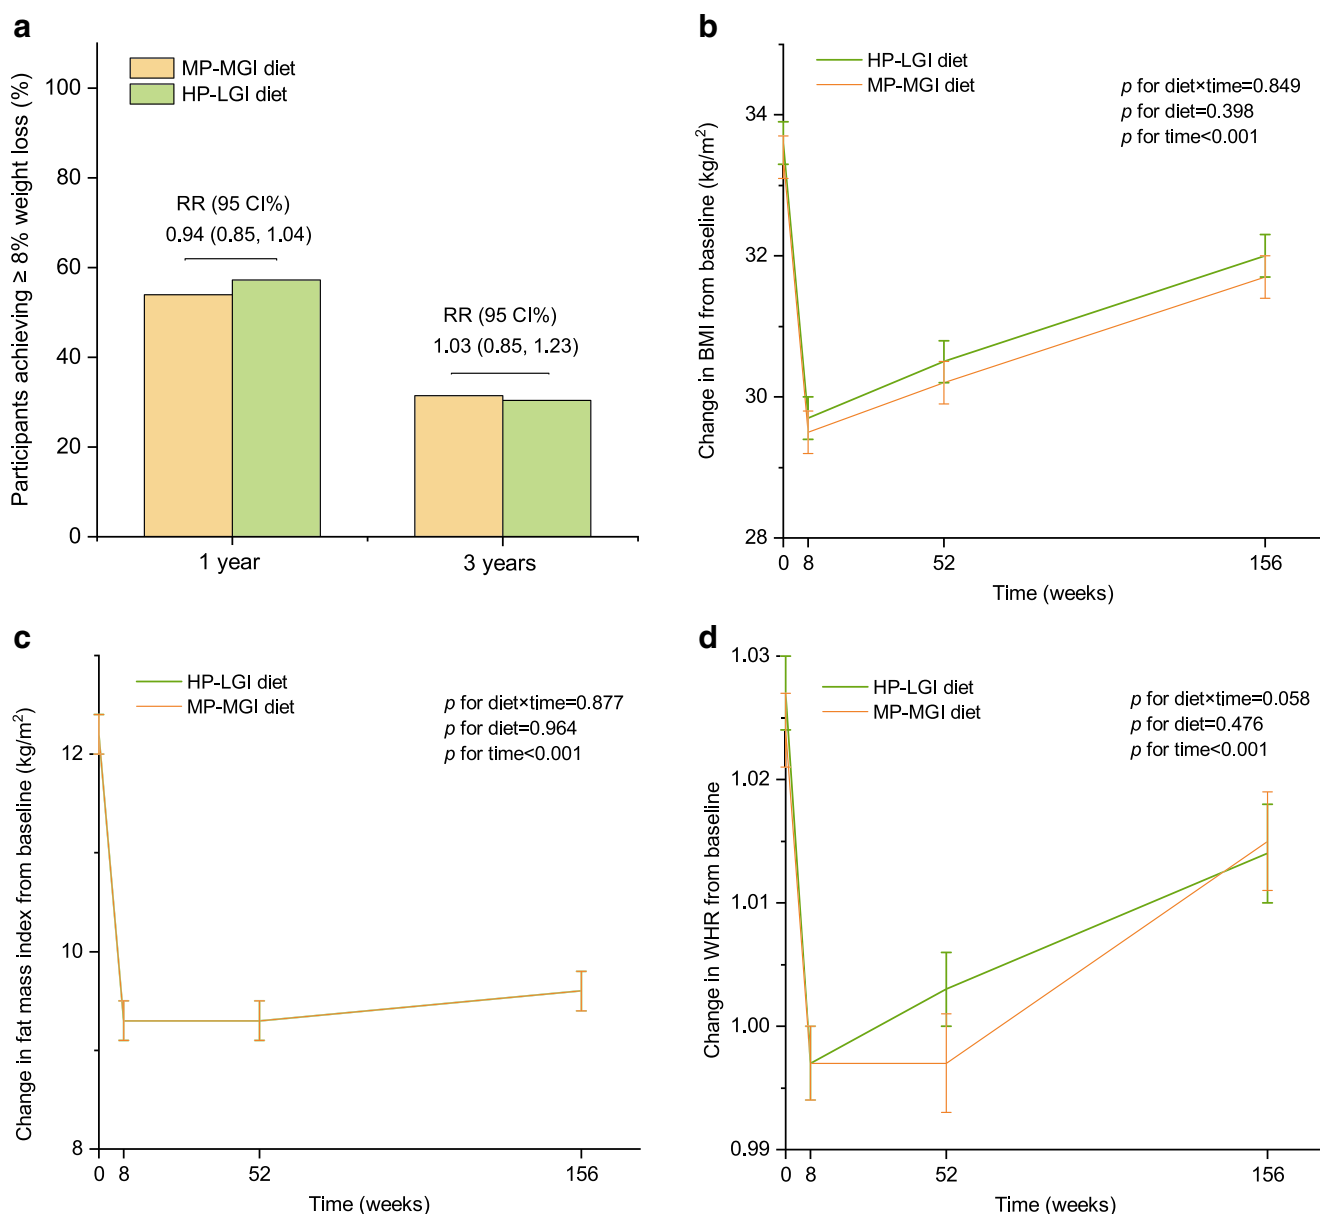 a
Participants achieving ≥ 8% weight loss (%)
100
80
60
40
20
0
MP-MGI diet
HP-LGI diet
RR (95 CI%)
0.94 (0.85, 1.04)
RR (95 CI%)
1.03 (0.85, 1.23)
1 year
3 years
b
Change in BMI from baseline (kg/m²)
34
32
30
28
HP-LGI diet
MP-MGI diet
p for diet×time=0.849
p for diet=0.398
p for time<0.001
0 8 52 156
Time (weeks)
c
Change in fat mass index from baseline (kg/m²)
12
10
8
HP-LGI diet
MP-MGI diet
p for diet×time=0.877
p for diet=0.964
p for time<0.001
0 8 52 156
Time (weeks)
d
Change in WHR from baseline
1.03
1.02
1.01
1.00
0.99
HP-LGI diet
MP-MGI diet
p for diet×time=0.058
p for diet=0.476
p for time<0.001
0 8 52 156
Time (weeks)